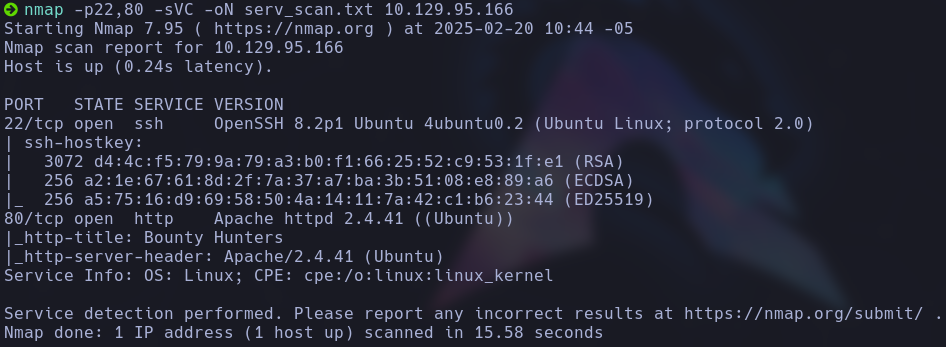 nmap -p22,80 -sVC -oN serv_scan.txt 10.129.95.166
Starting Nmap 7.95 ( https://nmap.org ) at 2025-02-20 10:44 -05
Nmap scan report for 10.129.95.166
Host is up (0.24s latency).

PORT   STATE SERVICE VERSION
22/tcp open  ssh     OpenSSH 8.2p1 Ubuntu 4ubuntu0.2 (Ubuntu Linux; protocol 2.0)
| ssh-hostkey:
|   3072 d4:4c:f5:79:9a:79:a3:b0:f1:66:25:52:c9:53:1f:e1 (RSA)
|   256 a2:1e:67:61:8d:2f:7a:37:a7:ba:3b:51:08:e8:89:a6 (ECDSA)
|_  256 a5:75:16:d9:69:58:50:4a:14:11:7a:42:c1:b6:23:44 (ED25519)
80/tcp open  http    Apache httpd 2.4.41 ((Ubuntu))
|_http-title: Bounty Hunters
|_http-server-header: Apache/2.4.41 (Ubuntu)
Service Info: OS: Linux; CPE: cpe:/o:linux:linux_kernel

Service detection performed. Please report any incorrect results at https://nmap.org/submit/ .
Nmap done: 1 IP address (1 host up) scanned in 15.58 seconds